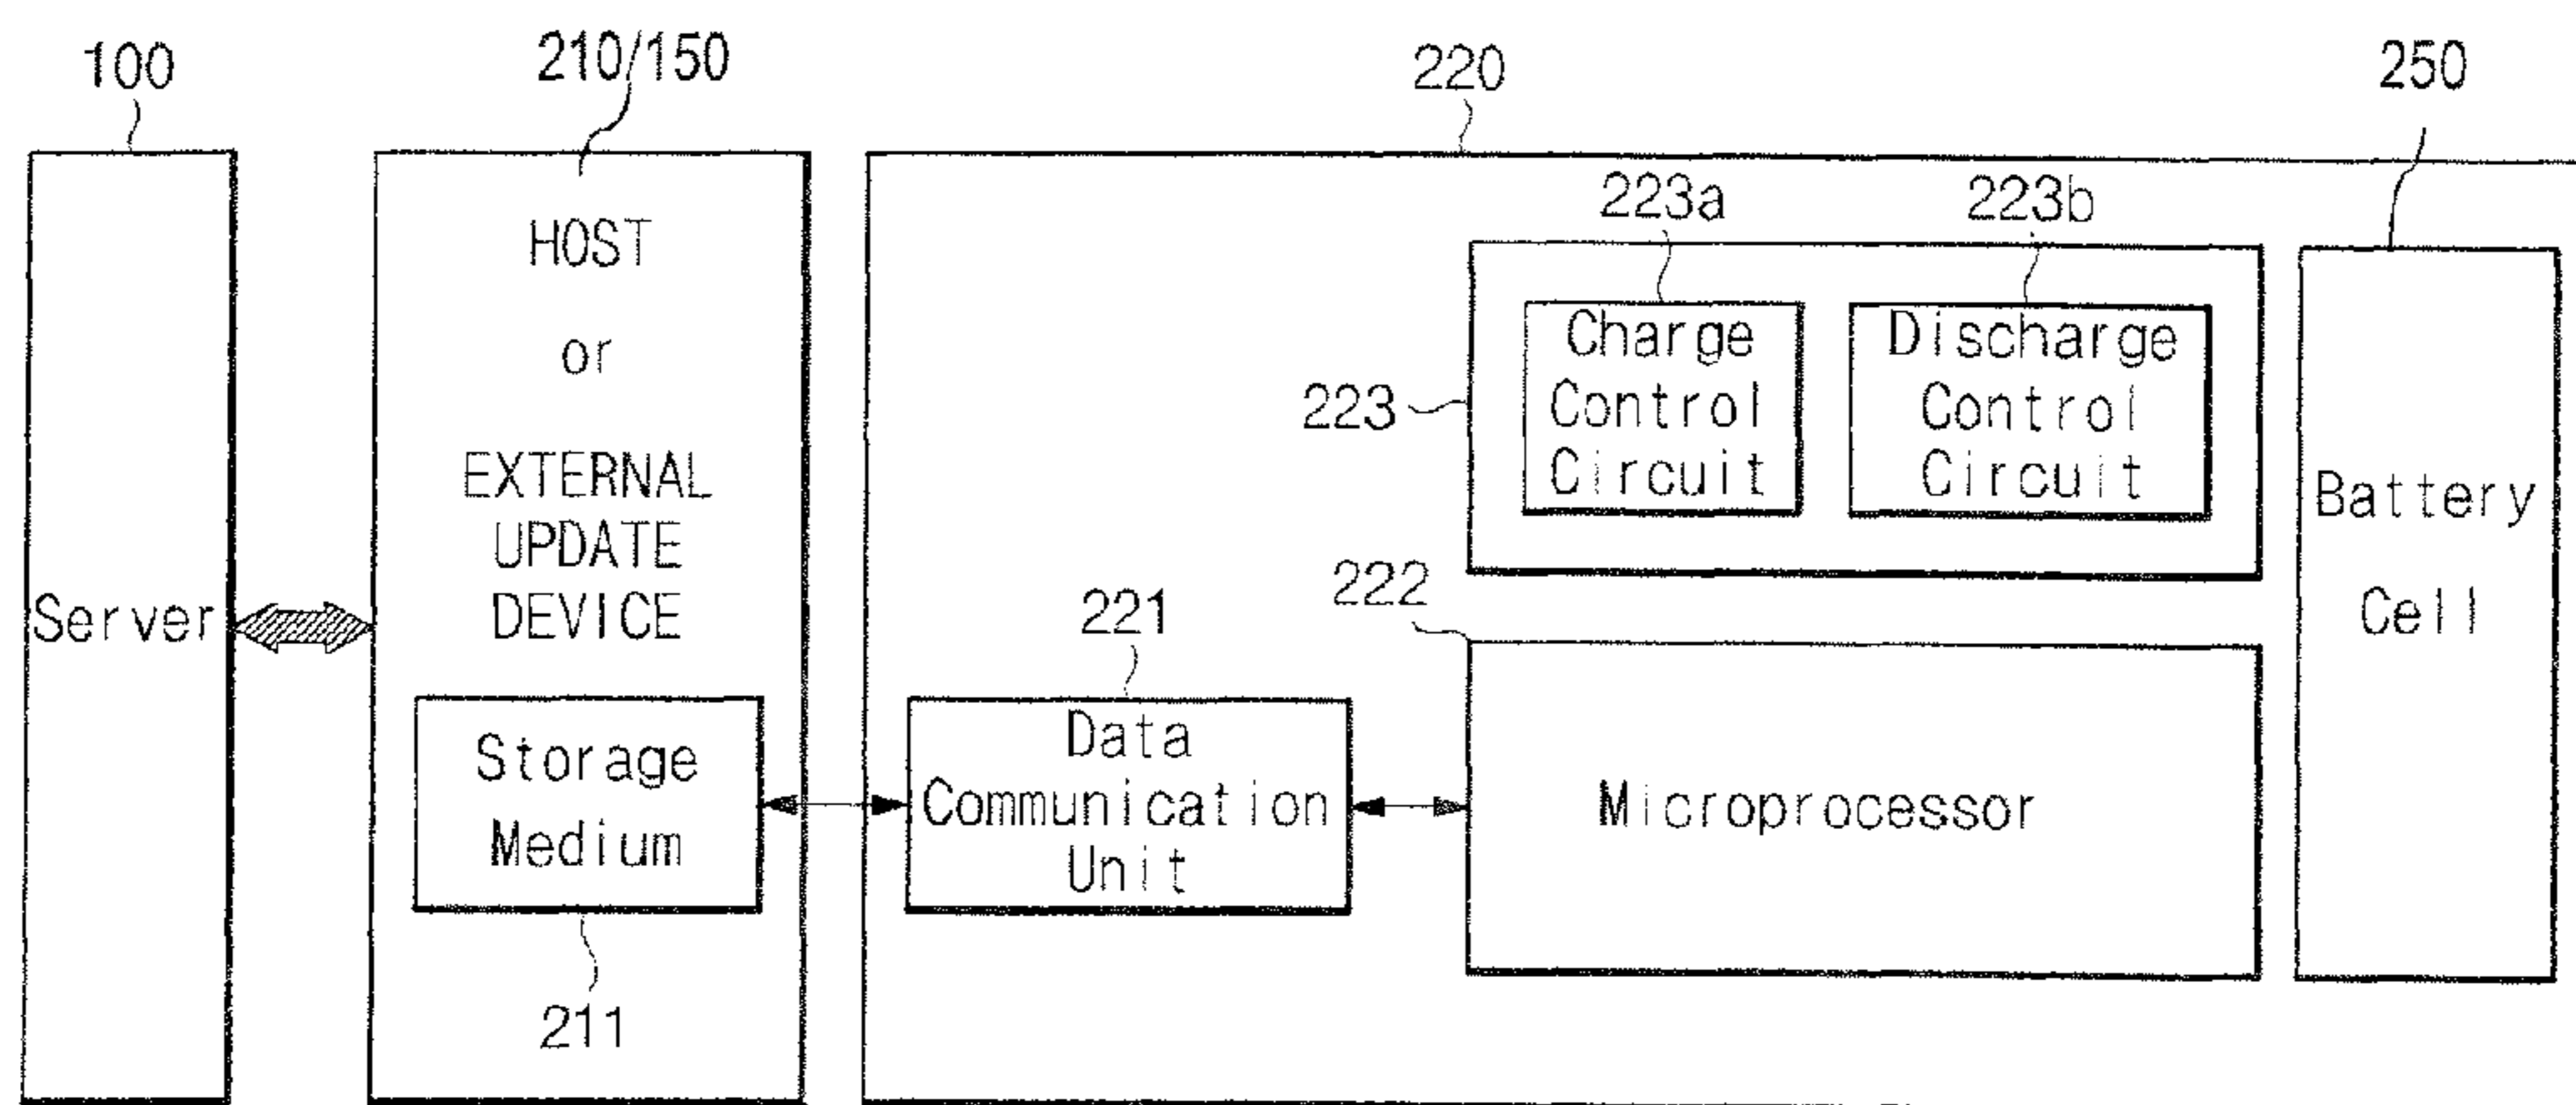 100
210/150
220
250
223a
223b
HOST
or
EXTERNAL
UPDATE
DEVICE
Server
Storage
Medium
211
221
Data
Communication
Unit
223
Charge
Control
Circuit
Discharge
Control
Circuit
222
Microprocessor
Battery
Cell